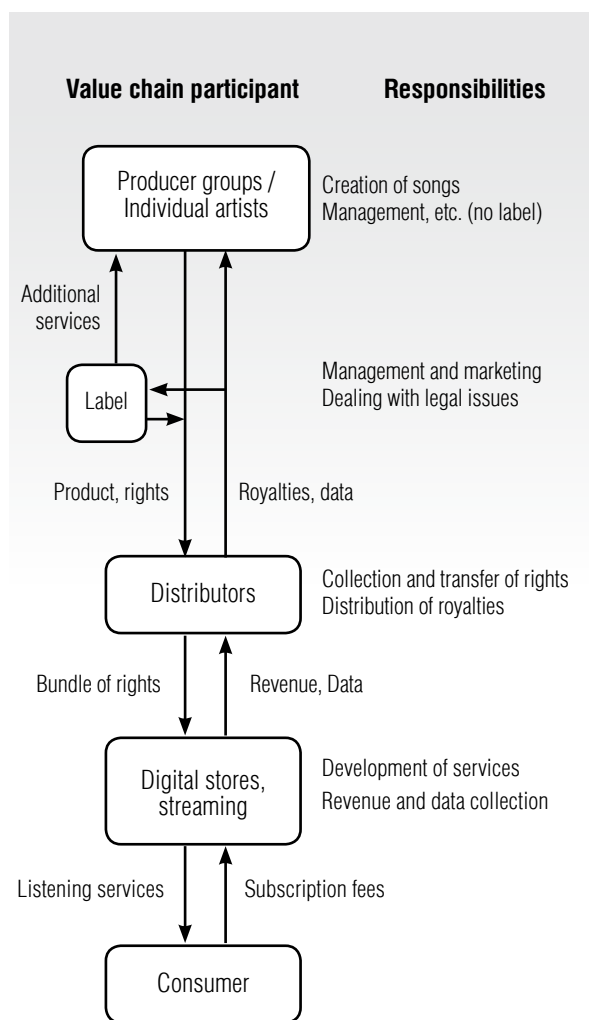 Value chain participant
Responsibilities
Producer groups /
Individual artists
Creation of songs
Management, etc. (no label)
Additional
services
Label
Management and marketing
Dealing with legal issues
Product, rights
Royalties, data
Distributors
Collection and transfer of rights
Distribution of royalties
Bundle of rights
Revenue, Data
Digital stores,
streaming
Development of services
Revenue and data collection
Listening services
Subscription fees
Consumer